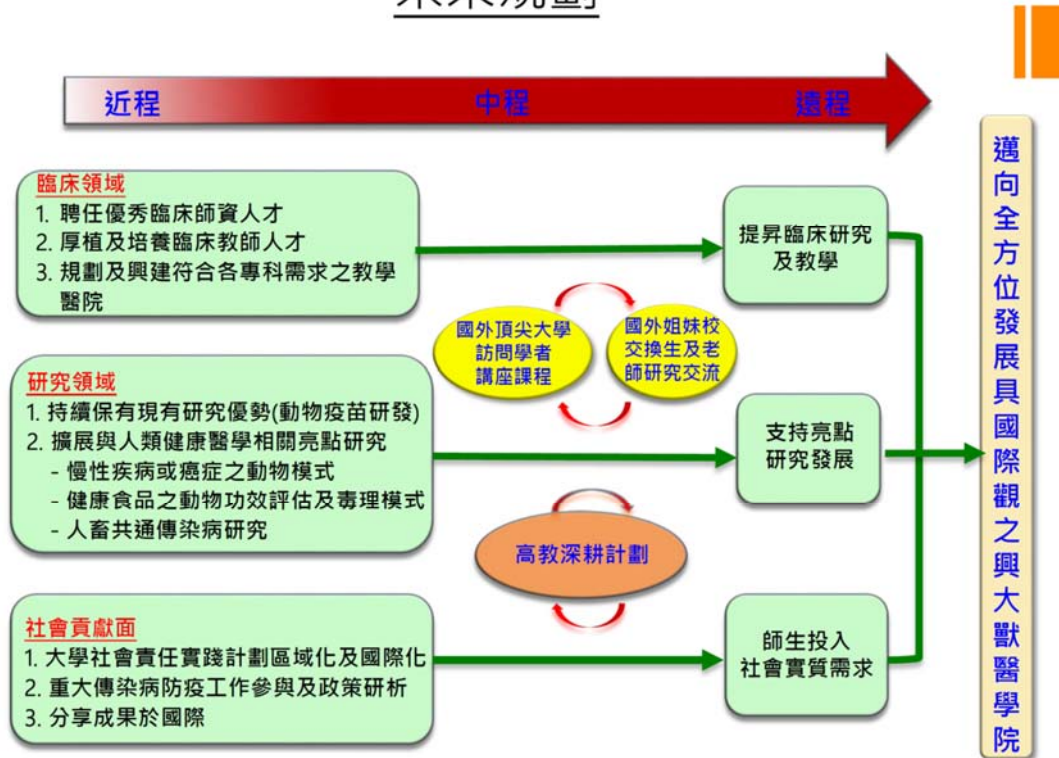 未來規劃
近程
中程
遠程
臨床領域
1. 聘任優秀臨床師資人才
2. 厚植及培養臨床教師人才
3. 規劃及興建符合各專科需求之教學
醫院
提昇臨床研究
及教學
國外頂尖大學
訪問學者
講座課程
國外姐妹校
交換生及老
師研究交流
研究領域
1. 持續保有現有研究優勢(動物疫苗研發)
2. 擴展與人類健康醫學相關亮點研究
- 慢性疾病或癌症之動物模式
- 健康食品之動物功效評估及毒理模式
- 人畜共通傳染病研究
支持亮點
研究發展
高教深耕計劃
社會貢獻面
1. 大學社會責任實踐計劃區域化及國際化
2. 重大傳染病防疫工作參與及政策研析
3. 分享成果於國際
師生投入
社會實質需求
邁向全方位發展具國際觀之興大獸醫學院